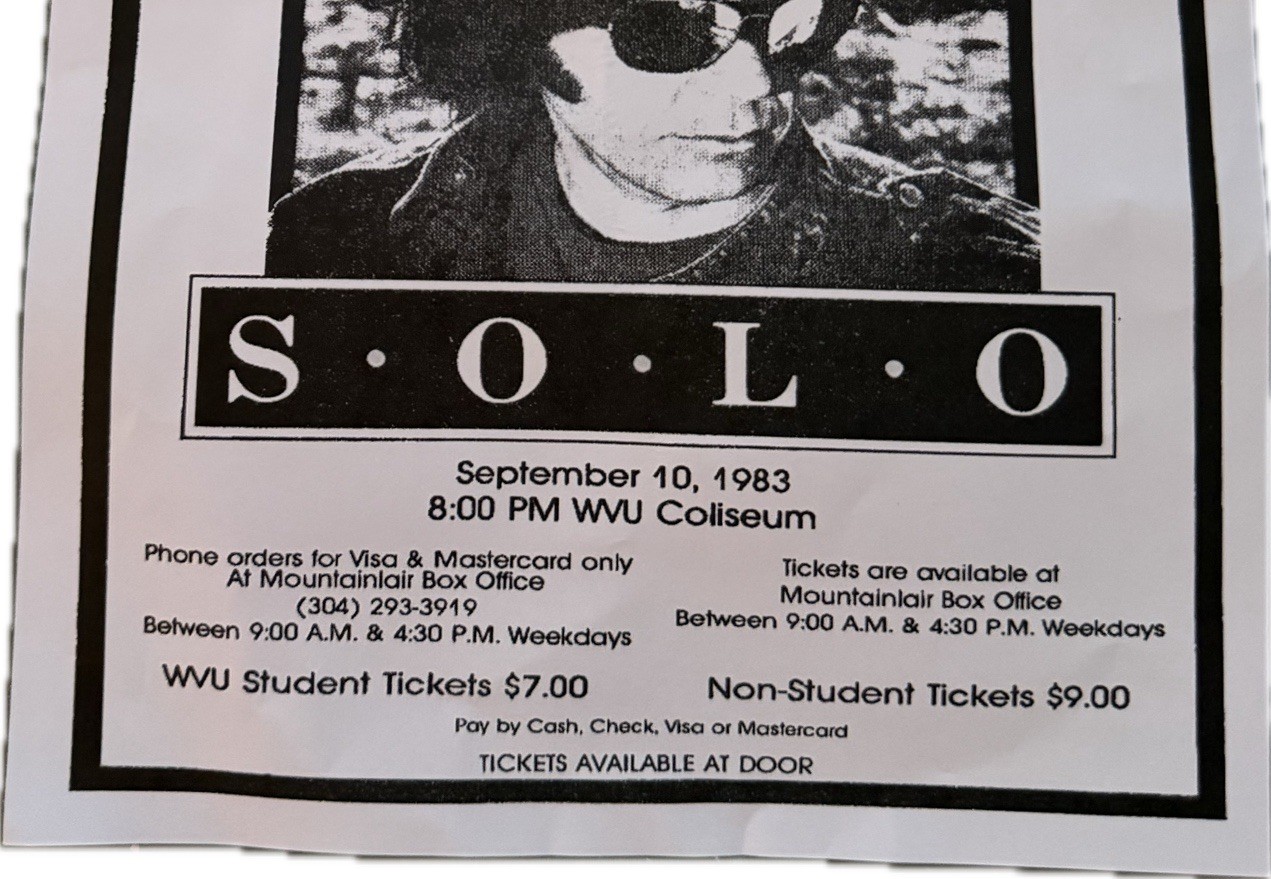 S·O·L·O
September 10, 1983
8:00 PM WVU Coliseum
Phone orders for Visa & Mastercard only
At Mountainlair Box Office
(304) 293-3919
Between 9:00 A.M. & 4:30 P.M. Weekdays
Tickets are available at
Mountainlair Box Office
Between 9:00 A.M. & 4:30 P.M. Weekdays
WVU Student Tickets $7.00
Non-Student Tickets $9.00
Pay by Cash, Check, Visa or Mastercard
TICKETS AVAILABLE AT DOOR